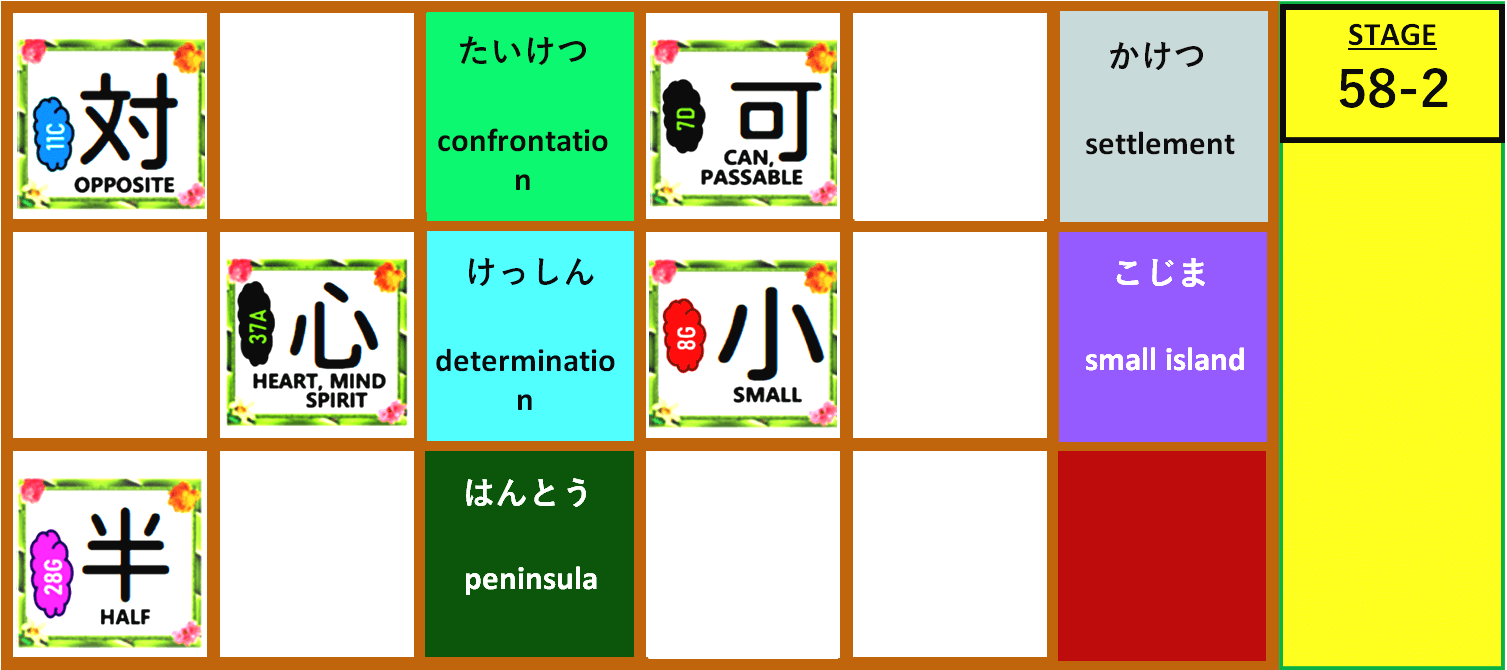 11C
対
OPPOSITE
たいけつ
confrontatio
n
7D
可
CAN,
PASSABLE
かけつ
settlement
STAGE
58-2
37A
心
HEART, MIND
SPIRIT
けっしん
determinatio
n
8G
小
SMALL
こじま
small island
28G
半
HALF
はんとう
peninsula